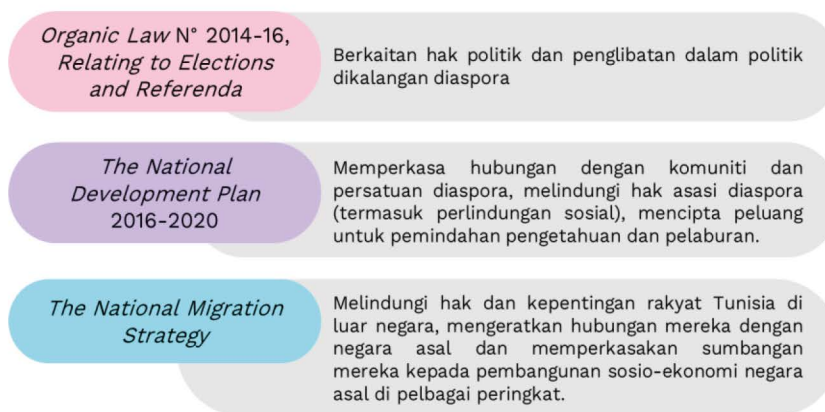 Organic Law N° 2014-16,
Relating to Elections
and Referenda
Berkaitan hak politik dan penglibatan dalam politik
dikalangan diaspora
The National
Development Plan
2016-2020
Memperkasa hubungan dengan komuniti dan
persatuan diaspora, melindungi hak asasi diaspora
(termasuk perlindungan sosial), mencipta peluang
untuk pemindahan pengetahuan dan pelaburan.
The National Migration
Strategy
Melindungi hak dan kepentingan rakyat Tunisia di
luar negara, mengeratkan hubungan mereka dengan
negara asal dan memperkasakan sumbangan
mereka kepada pembangunan sosio-ekonomi negara
asal di pelbagai peringkat.